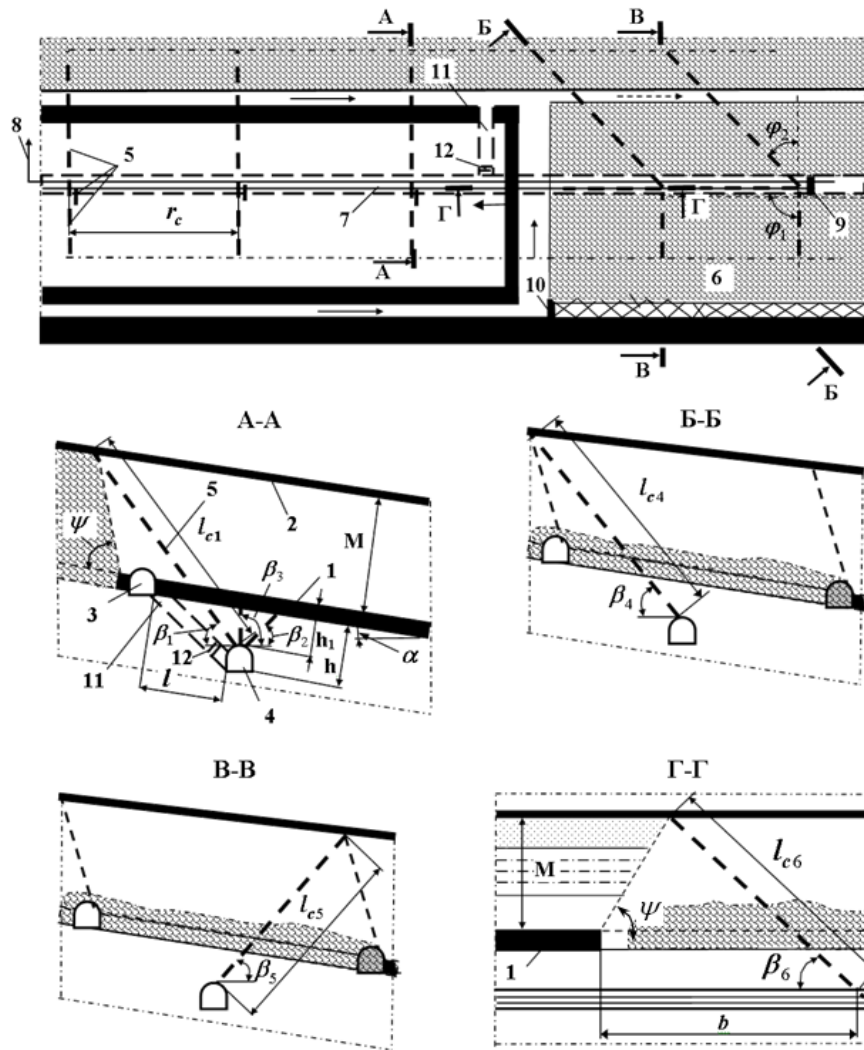 А Б В
11
8 5 12 φ₂
7 Г Г 9
r_c φ₁
А 6
10
В Б
А-А Б-Б
5 l_c1 2 М l_c4
ψ
3 β₃ 1 β₄
β₁ β₂ h₁
12 h α
11 l 4
В-В Г-Г
М l_c6
l_c5 ψ
β₅ 1 β₆
b